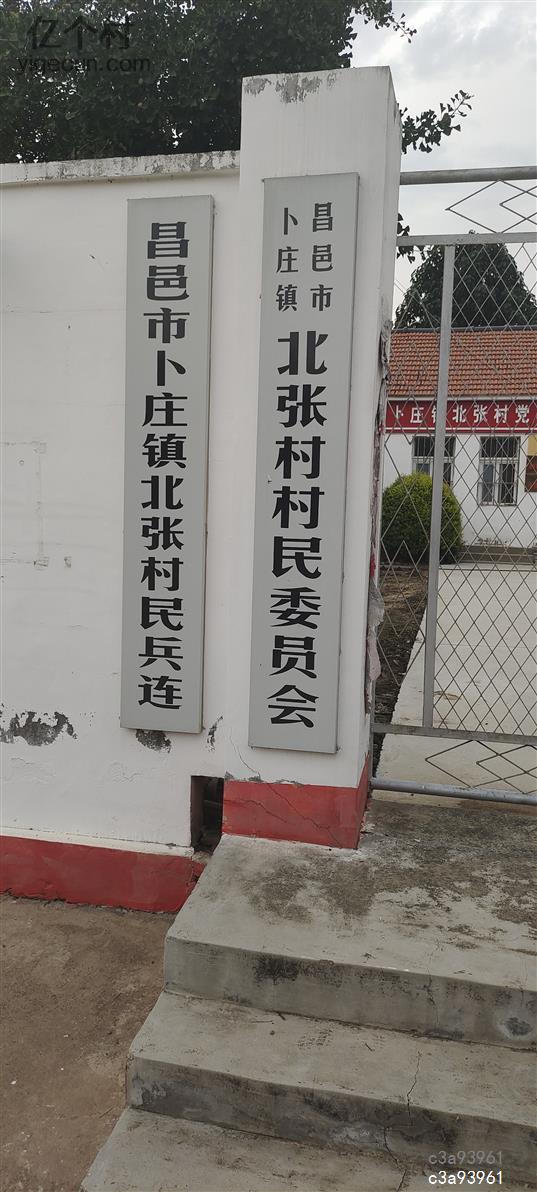 亿个村
yigecun.com
昌邑市卜庄镇北张村民兵连
昌邑市
卜庄镇
北张村村民委员会
卜庄镇北张村党
c3a93961
c3a93961